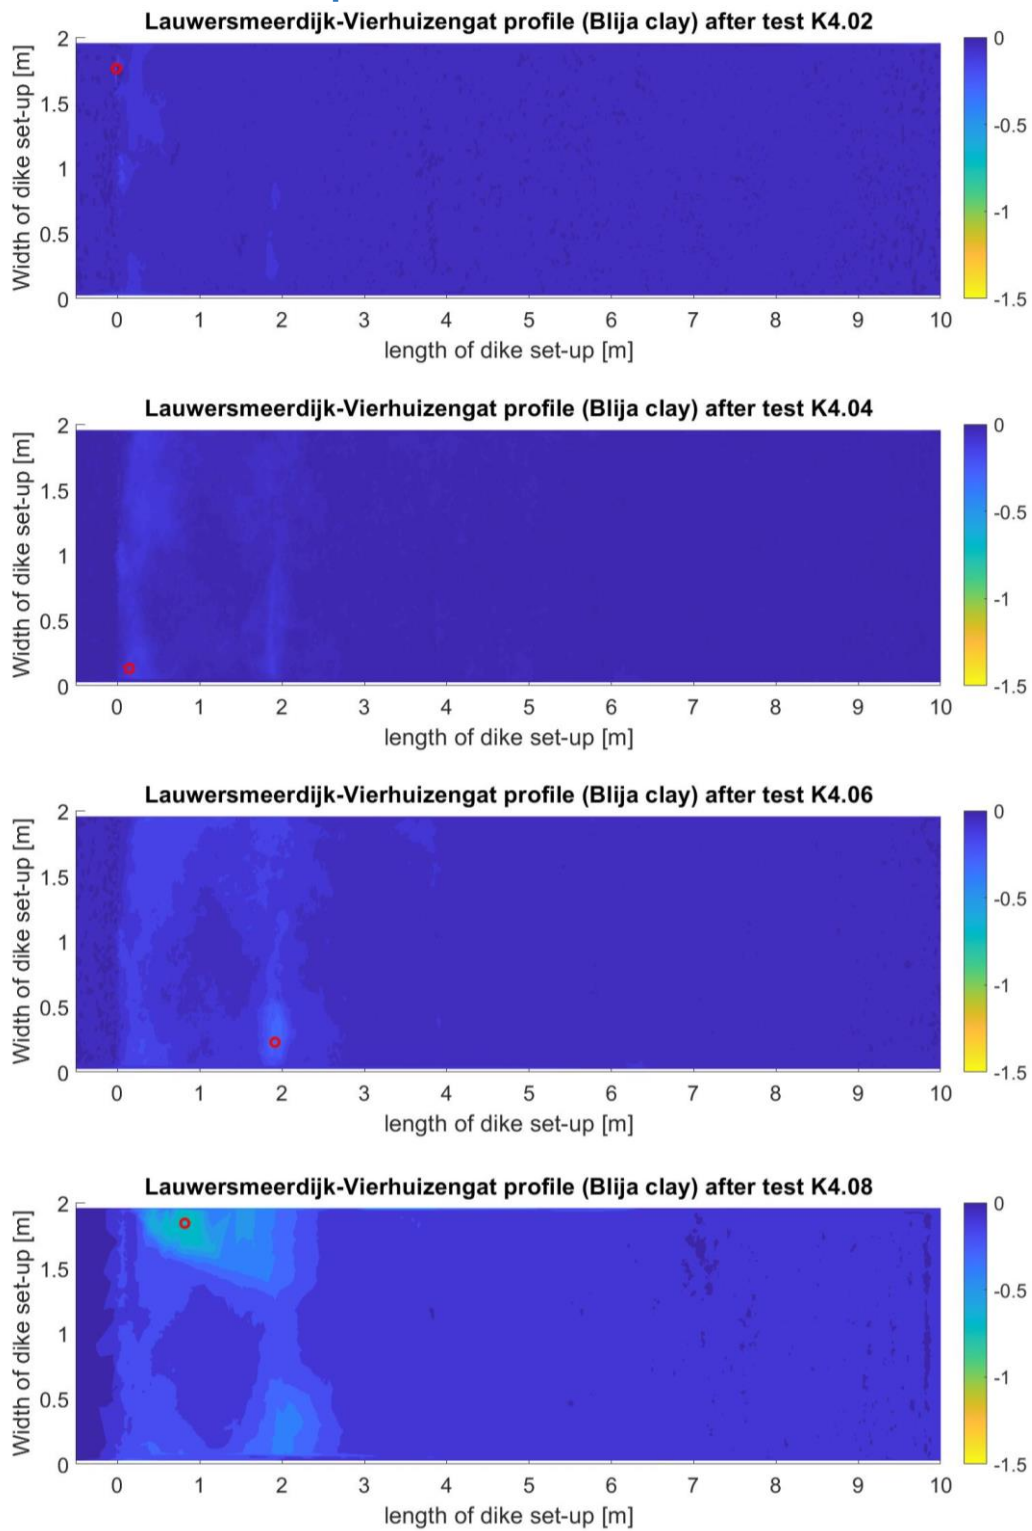 Lauwersmeerdijk-Vierhuizengat profile (Blija clay) after test K4.02
Width of dike set-up [m]
2
1.5
1
0.5
0
0 1 2 3 4 5 6 7 8 9 10
length of dike set-up [m]
0
-0.5
-1
-1.5
Lauwersmeerdijk-Vierhuizengat profile (Blija clay) after test K4.04
Width of dike set-up [m]
2
1.5
1
0.5
0
0 1 2 3 4 5 6 7 8 9 10
length of dike set-up [m]
0
-0.5
-1
-1.5
Lauwersmeerdijk-Vierhuizengat profile (Blija clay) after test K4.06
Width of dike set-up [m]
2
1.5
1
0.5
0
0 1 2 3 4 5 6 7 8 9 10
length of dike set-up [m]
0
-0.5
-1
-1.5
Lauwersmeerdijk-Vierhuizengat profile (Blija clay) after test K4.08
Width of dike set-up [m]
2
1.5
1
0.5
0
0 1 2 3 4 5 6 7 8 9 10
length of dike set-up [m]
0
-0.5
-1
-1.5